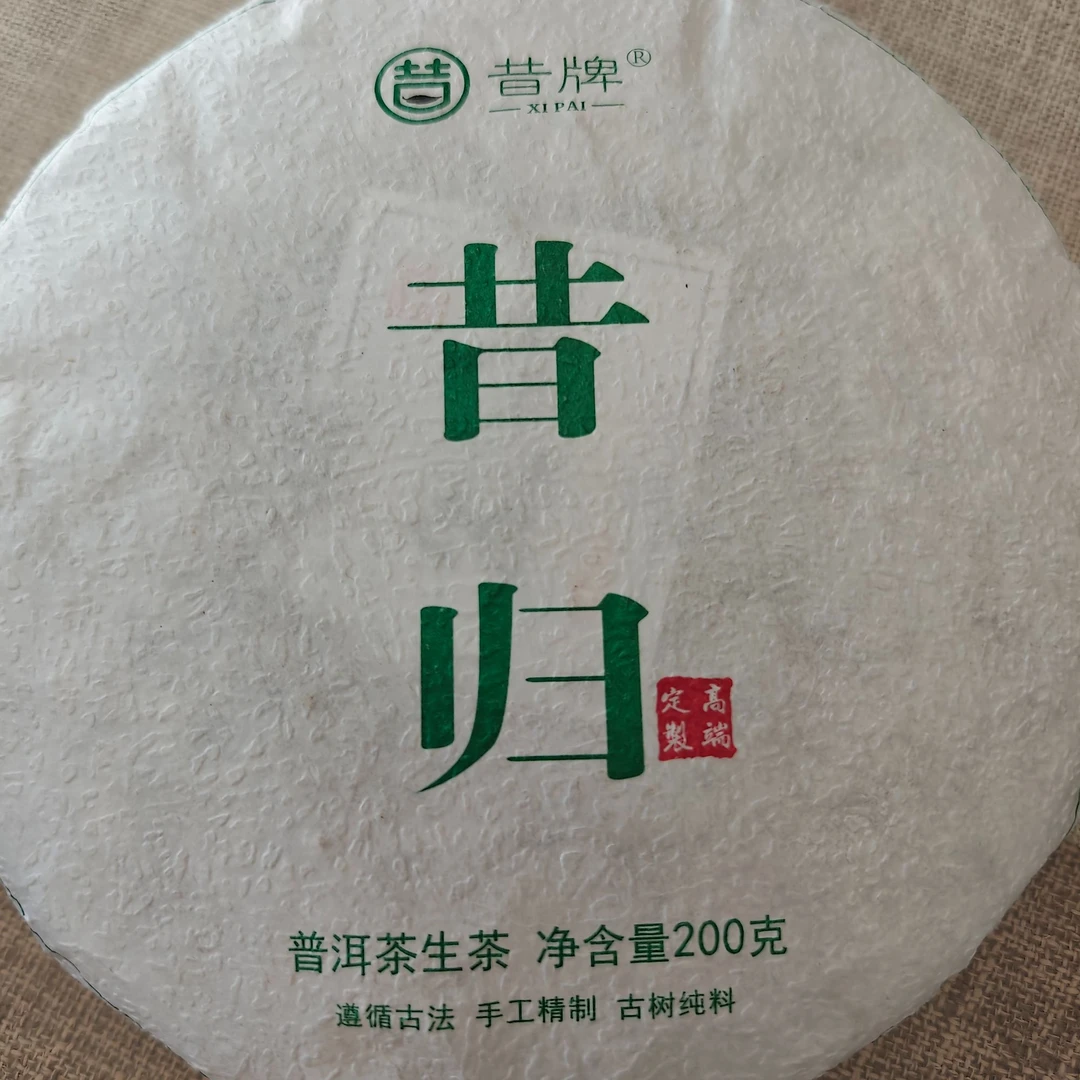 昔 昔牌®
XI PAI
昔
归
高端
定製
普洱茶生茶 净含量200克
遵循古法 手工精制 古树纯料